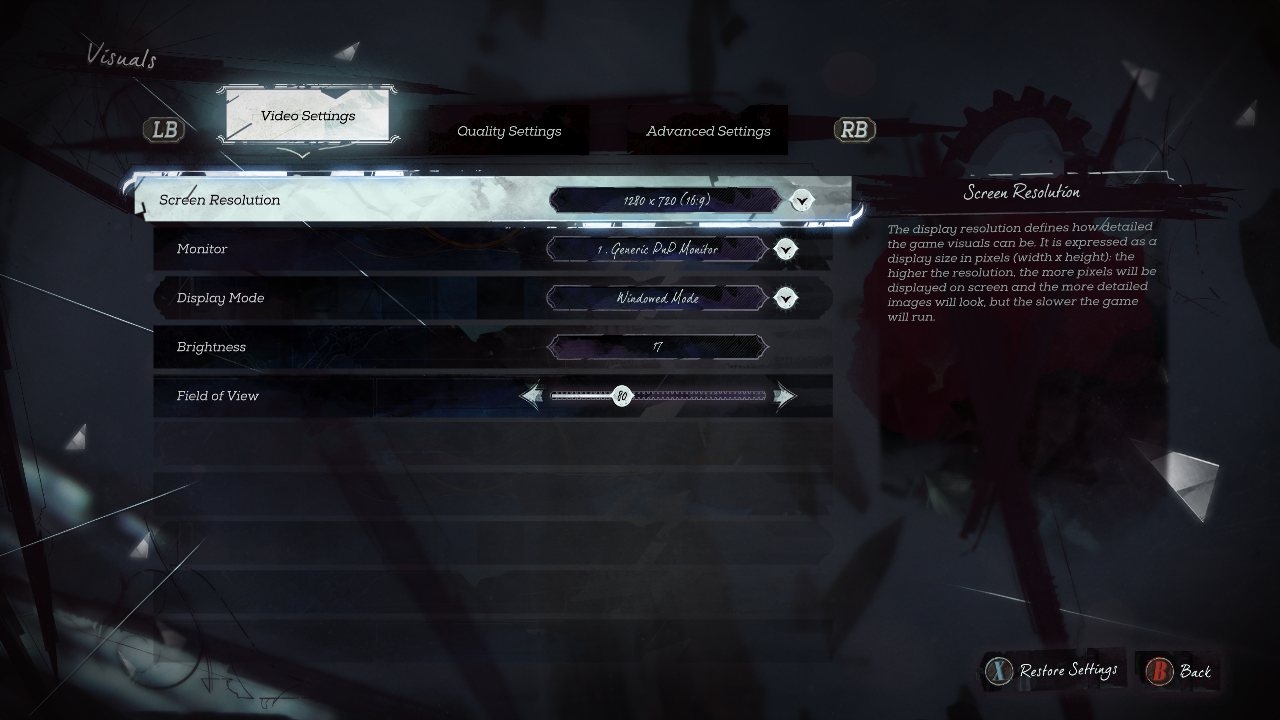 Visuals
LB
Video Settings
Quality Settings
Advanced Settings
RB
Screen Resolution
1280 x 720 (16:9)
Monitor
1 . Generic PnP Monitor
Display Mode
Windowed Mode
Brightness
17
Field of View
80
Screen Resolution
The display resolution defines how detailed
the game visuals can be. It is expressed as a
display size in pixels (width x height): the
higher the resolution, the more pixels will be
displayed on screen and the more detailed
images will look, but the slower the game
will run.
X Restore Settings
B Back